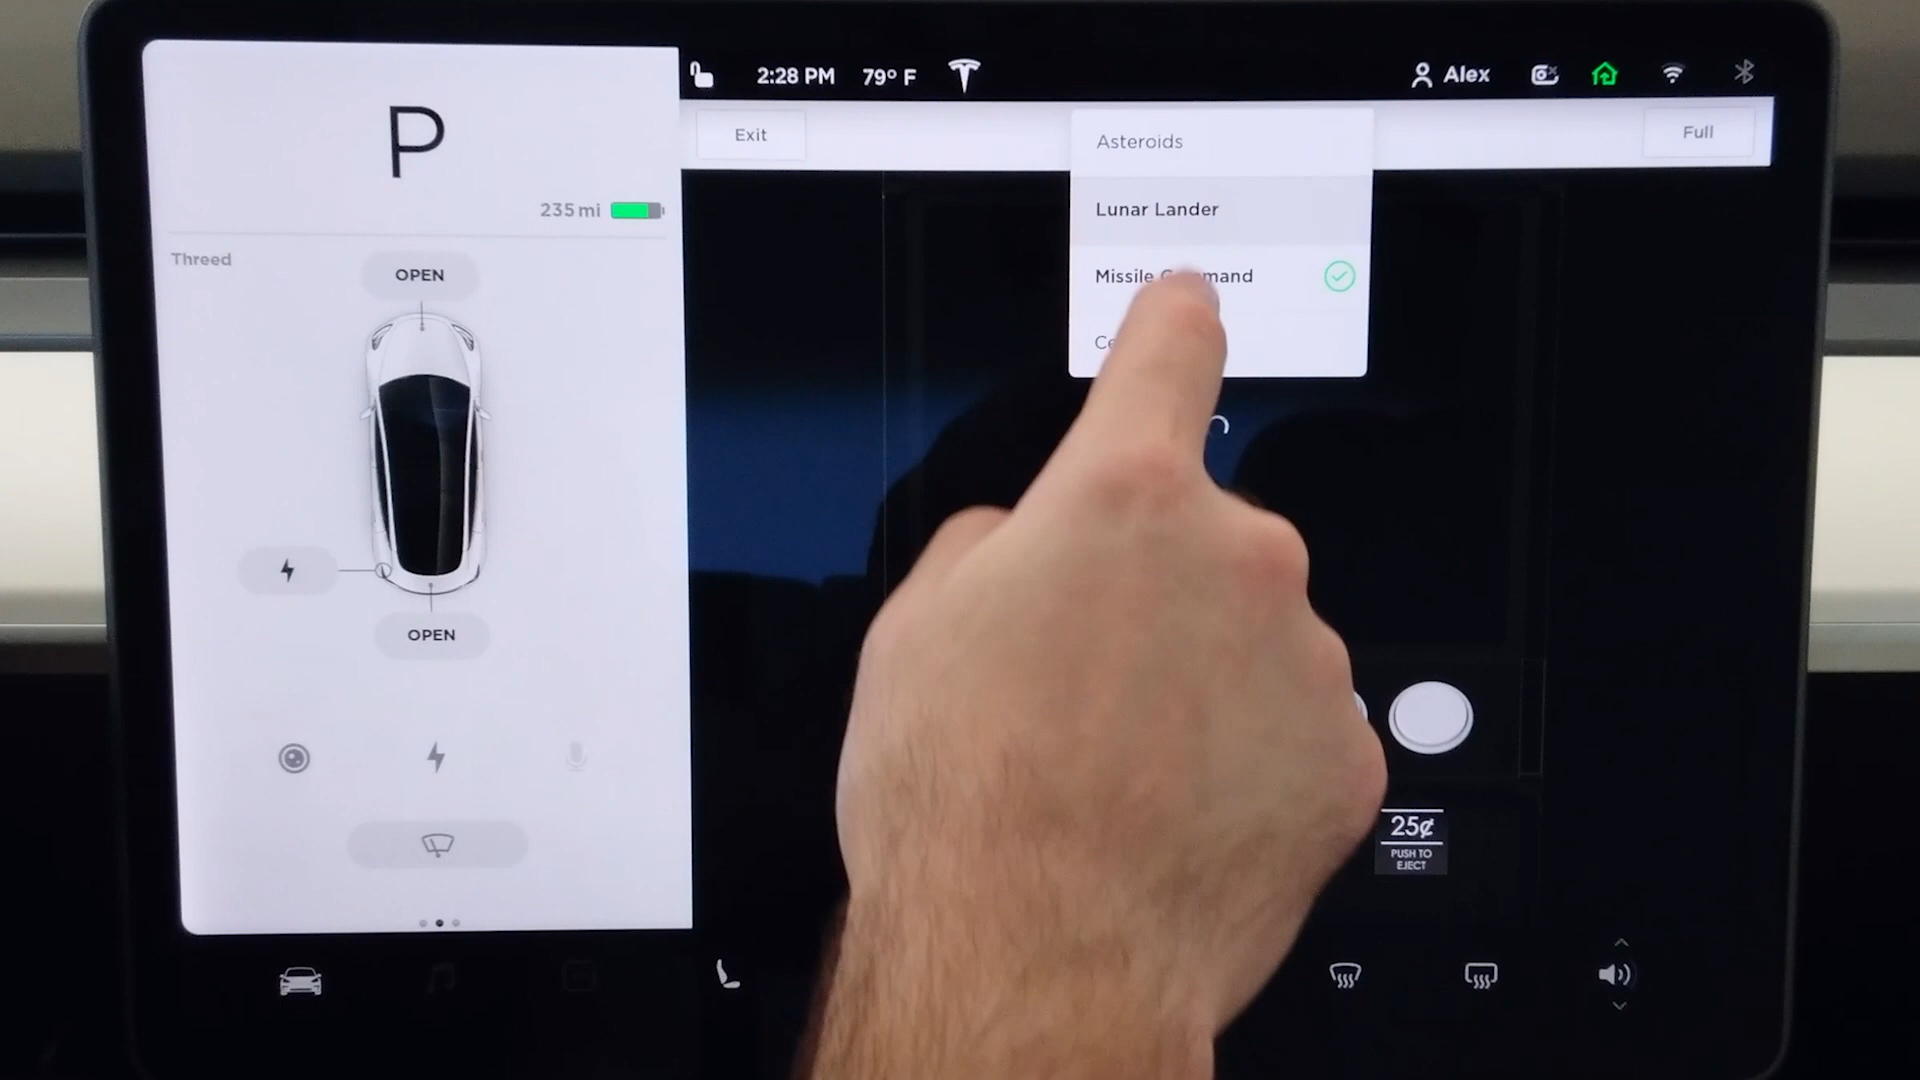 P
235 mi
Threed
OPEN
OPEN
2:28 PM 79° F
Alex
Exit
Full
Asteroids
Lunar Lander
Missile
25¢
PUSH TO
EJECT